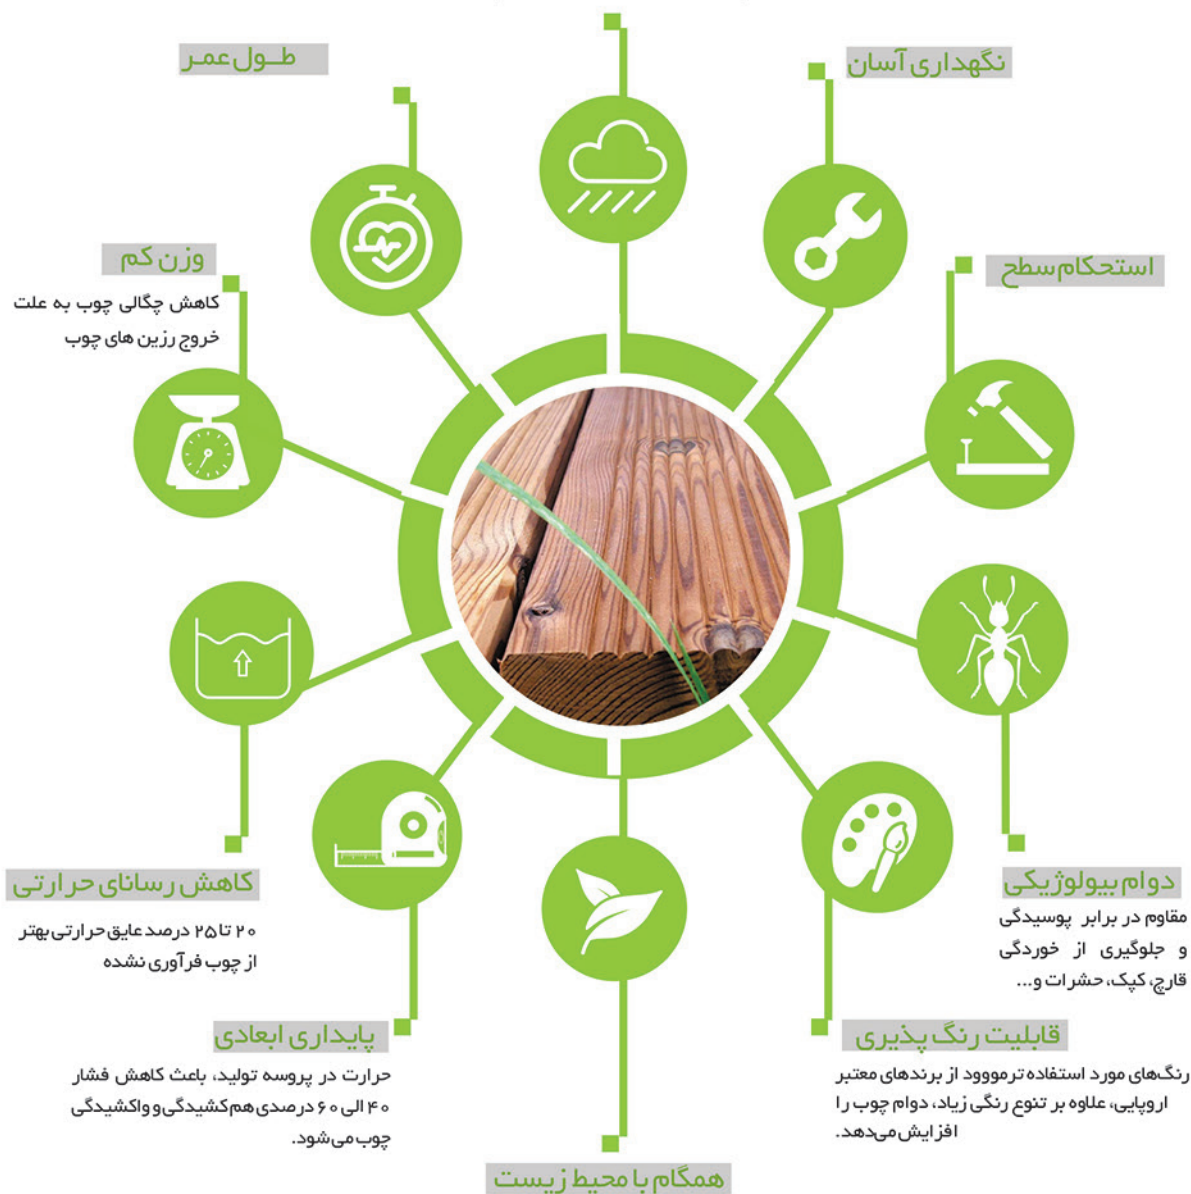 نگهداری آسان
طول عمر
استحکام سطح
وزن کم
کاهش چگالی چوب به علت
خروج رزین های چوب
دوام بیولوژیکی
مقاوم در برابر پوسیدگی
و جلوگیری از خوردگی
قارچ، کپک، حشرات و...
کاهش رسانای حرارتی
۲۰ تا ۲۵ درصد عایق حرارتی بهتر
از چوب فرآوری نشده
قابلیت رنگ پذیری
رنگ‌های مورد استفاده ترمووود از برندهای معتبر
اروپایی، علاوه بر تنوع رنگی زیاد، دوام چوب را
افزایش می‌دهد.
پایداری ابعادی
حرارت در پروسه تولید، باعث کاهش فشار
۴۰ الی ۶۰ درصدی هم کشیدگی و واکشیدگی
چوب می‌شود.
همگام با محیط زیست